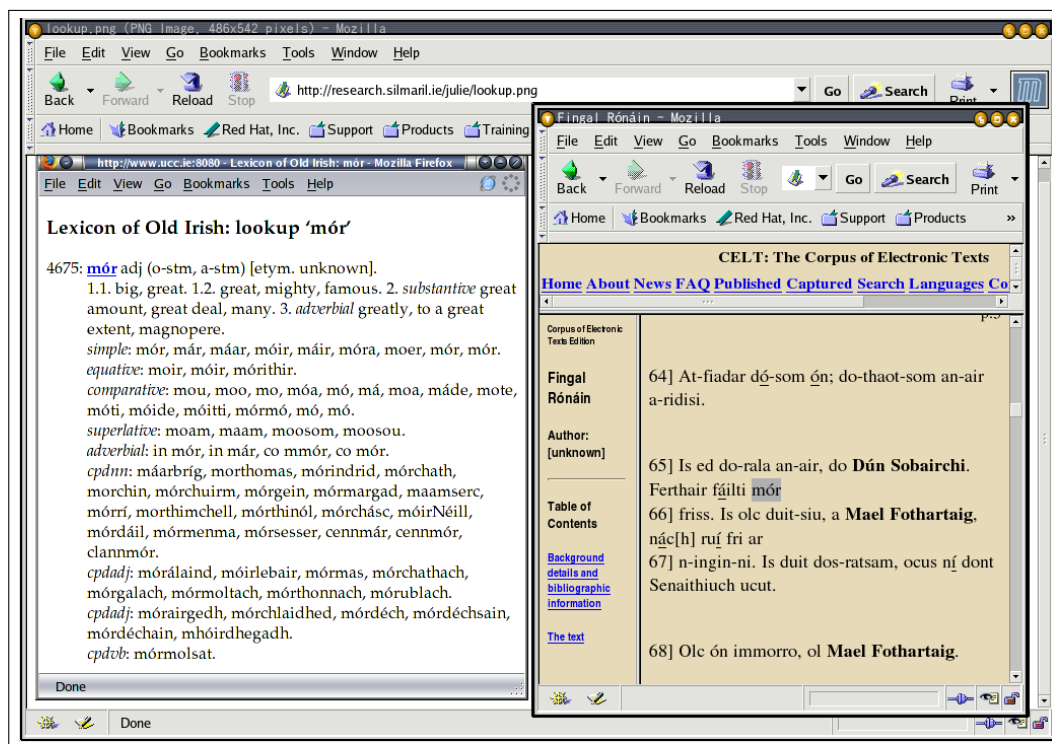 lookup.png (PNG Image, 486x542 pixels) – Mozilla
File Edit View Go Bookmarks Tools Window Help
Back Forward Reload Stop http://research.silmaril.ie/julie/lookup.png Go Search Print
Home Bookmarks Red Hat, Inc. Support Products Training
http://www.ucc.ie:8080 - Lexicon of Old Irish: mór - Mozilla Firefox
File Edit View Go Bookmarks Tools Help
Lexicon of Old Irish: lookup ‘mór’
4675: mór adj (o-stm, a-stm) [etym. unknown].
1.1. big, great. 1.2. great, mighty, famous. 2. substantive great
amount, great deal, many. 3. adverbial greatly, to a great
extent, magnopere.
simple: mór, már, máar, móir, máir, móra, moer, mór, mór.
equative: moir, móir, mórithir.
comparative: mou, moo, mo, móa, mó, má, moa, máde, mote,
móti, móide, móitti, mórmó, mó, mó.
superlative: moam, maam, moosom, moosou.
adverbial: in mór, in már, co mmór, co mór.
cpdnn: máarbríg, morthomas, mórindrid, mórchath,
morchin, mórchuirm, mórgein, mórmargad, maamserc,
mórrí, morthimchell, mórthinól, mórchásc, móirNéill,
mórdáil, mórmenma, mórsesser, cennmár, cennmór,
clannmór.
cpdadj: mórálaind, móirlebair, mórmas, mórchathach,
mórgalach, mórmoltach, mórthonnach, mórublach.
cpdadj: mórairgedh, mórchlaidhed, mórdéch, mórdéchsain,
mórdéchain, mhóirdhegadh.
cpdvb: mórmolsat.
Done
Done
Fingal Rónáin – Mozilla
File Edit View Go Bookmarks Tools Window Help
Back Forward Reload Stop Go Search Print
Home Bookmarks Red Hat, Inc. Support Products »
CELT: The Corpus of Electronic Texts
Home About News FAQ Published Captured Search Languages Co
Corpus of Electronic
Texts Edition
Fingal
Rónáin
Author:
[unknown]
Table of
Contents
Background
details and
bibliographic
information
The text
p.5
64] At-fiadar dó-som ón; do-thaot-som an-air
a-ridisi.
65] Is ed do-rala an-air, do Dún Sobairchi.
Ferthair fáilti mór
66] friss. Is olc duit-siu, a Mael Fothartaig,
nác[h] ruí fri ar
67] n-ingin-ni. Is duit dos-ratsam, ocus ní dont
Senaithiuch ucut.
68] Olc ón immorro, ol Mael Fothartaig.